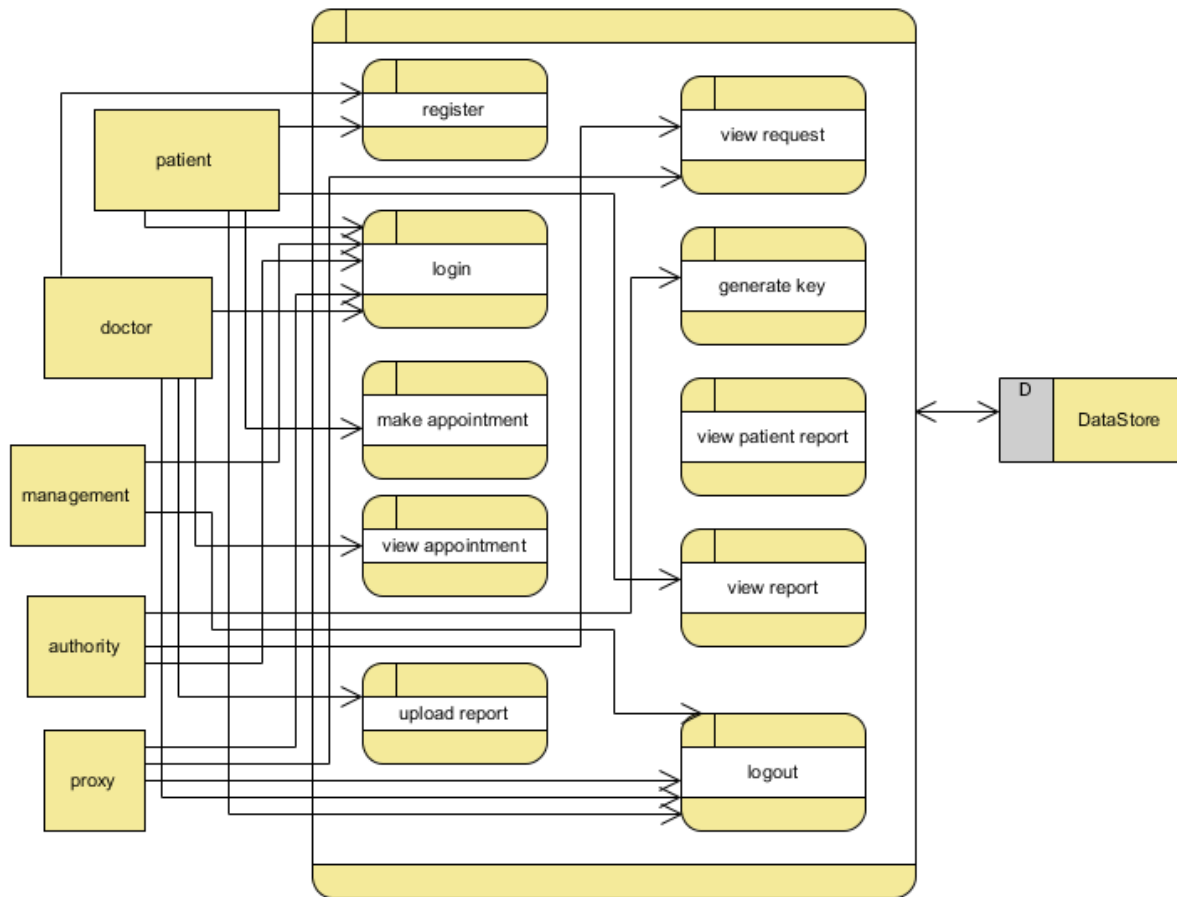 patient
doctor
management
authority
proxy
register
login
make appointment
view appointment
upload report
view request
generate key
view patient report
view report
logout
D
DataStore